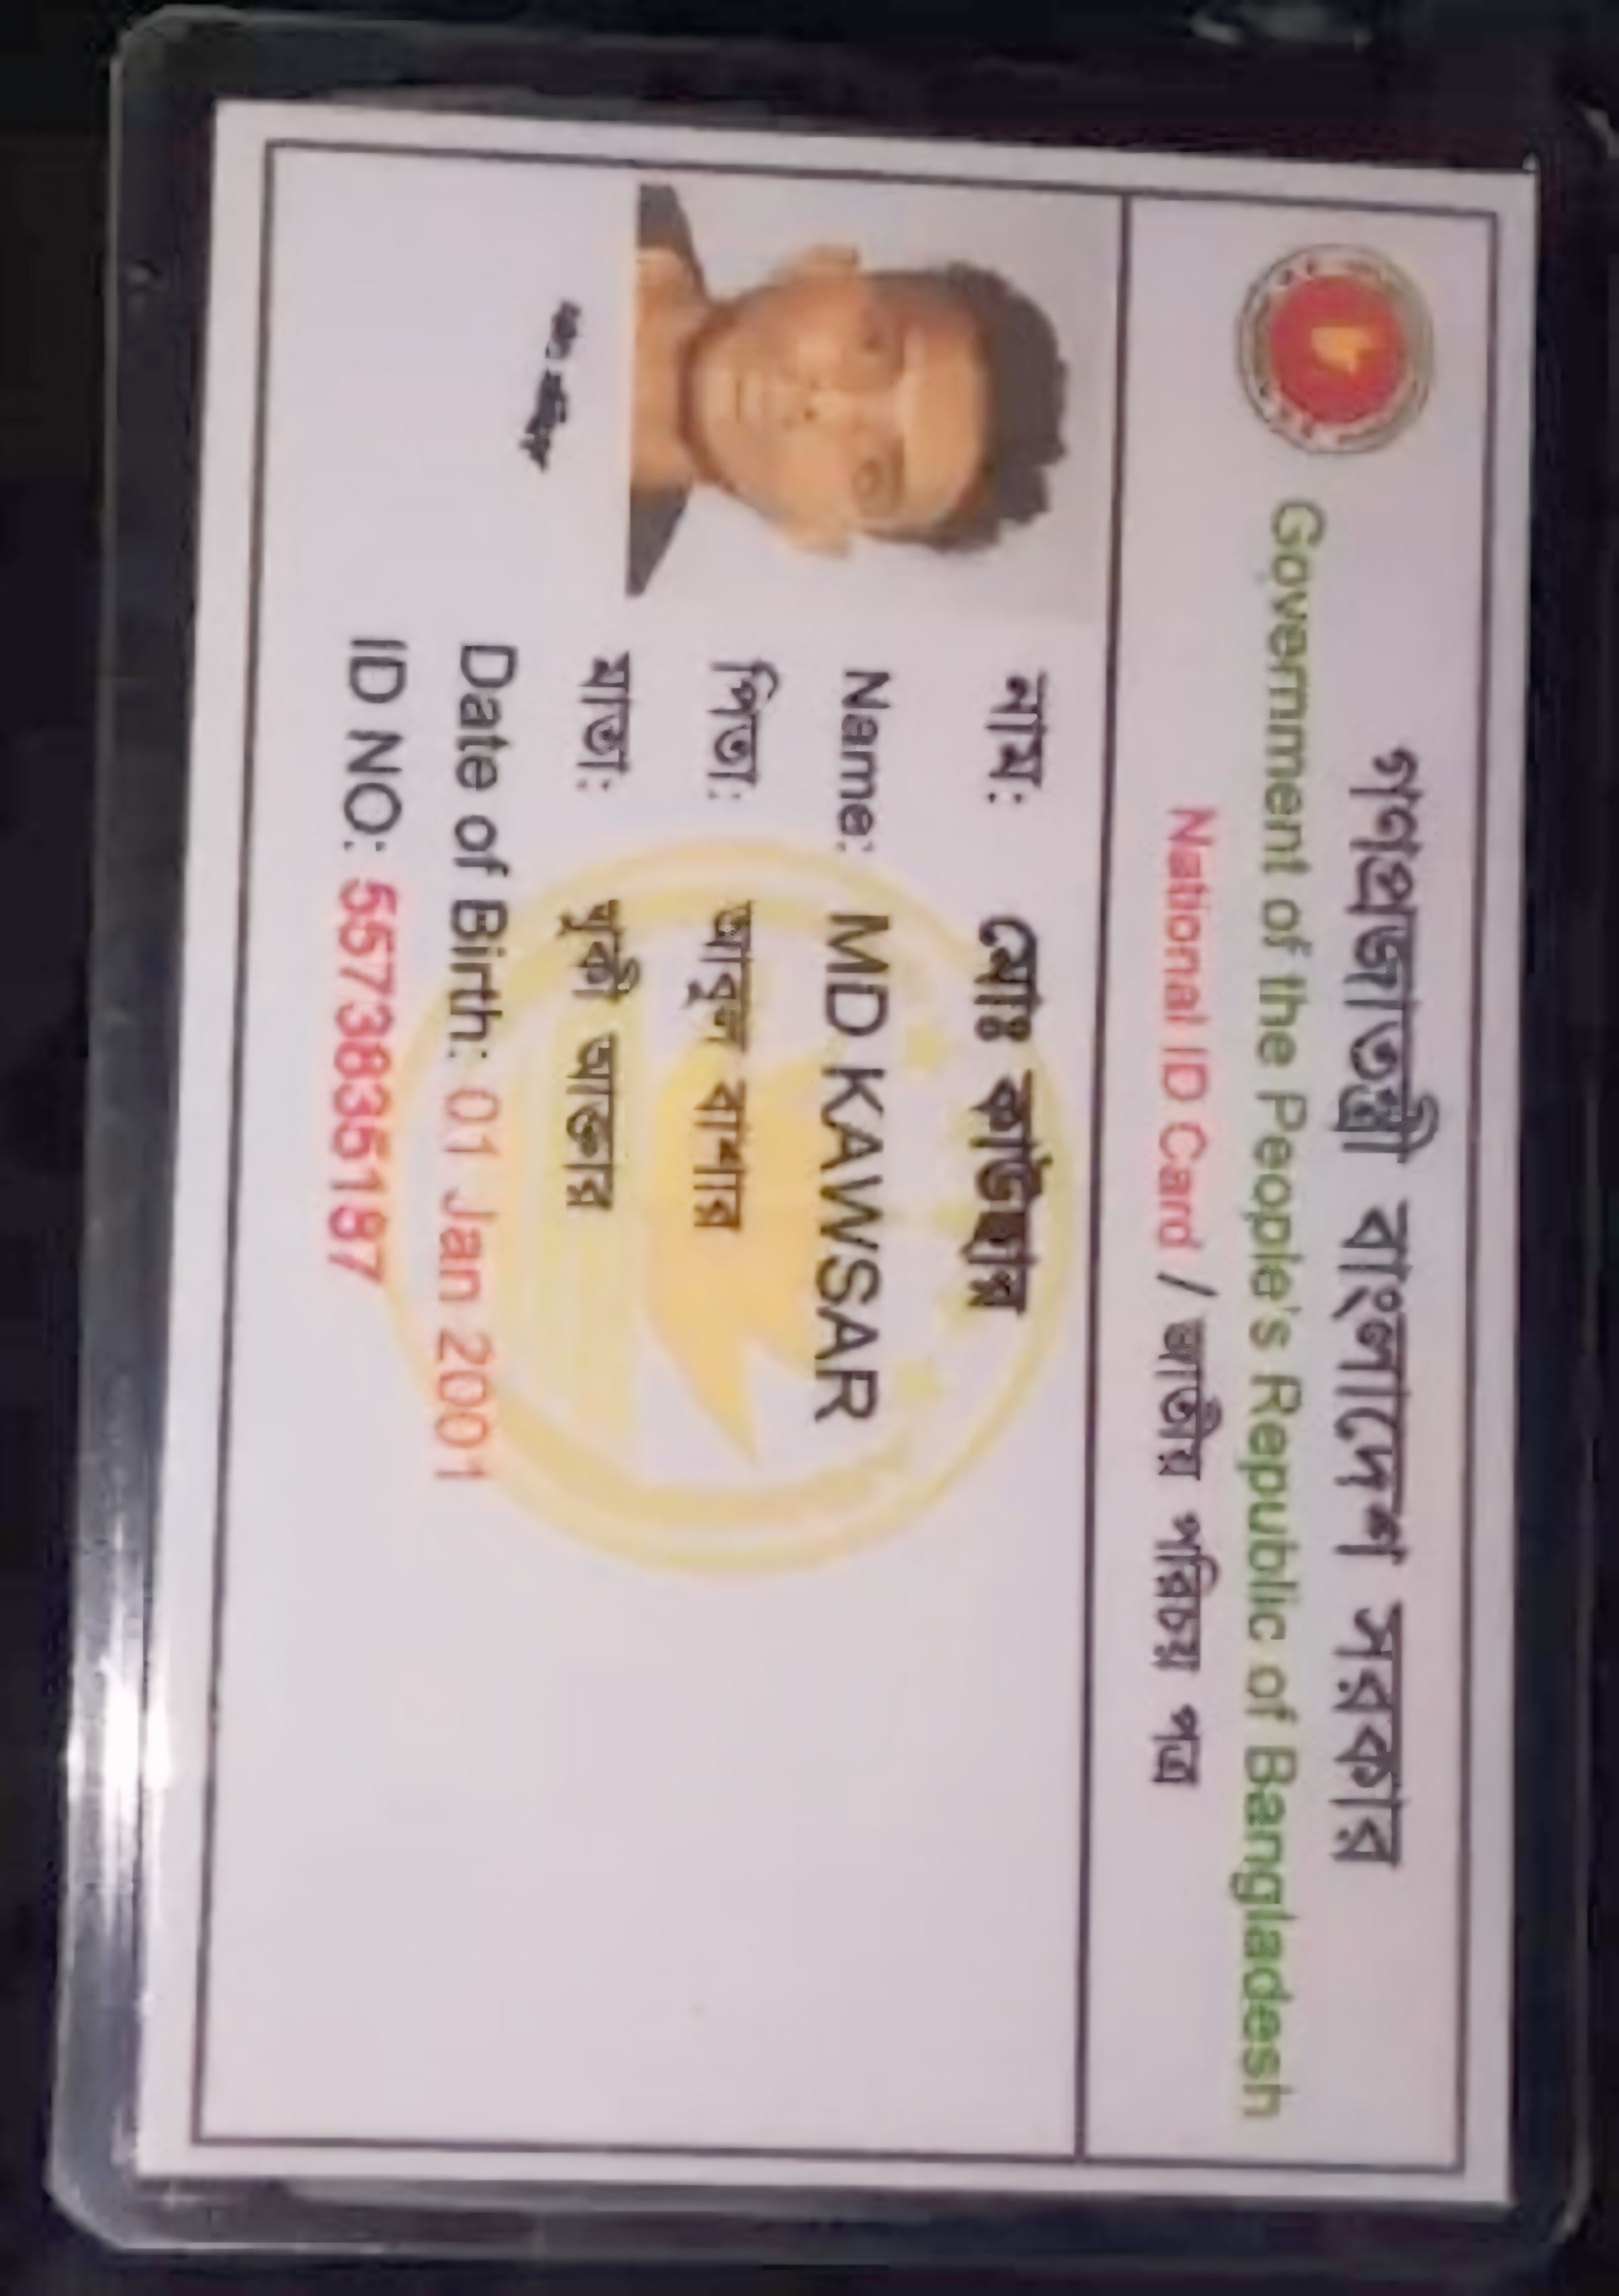 গণপ্রজাতন্ত্রী বাংলাদেশ সরকার
Government of the People's Republic of Bangladesh
National ID Card / জাতীয় পরিচয় পত্র
নাম: মোঃ কাউছার
Name: MD KAWSAR
পিতা: আবুল বাশার
মাতা: খুকী আক্তার
Date of Birth: 01 Jan 2001
ID NO: 5573835187